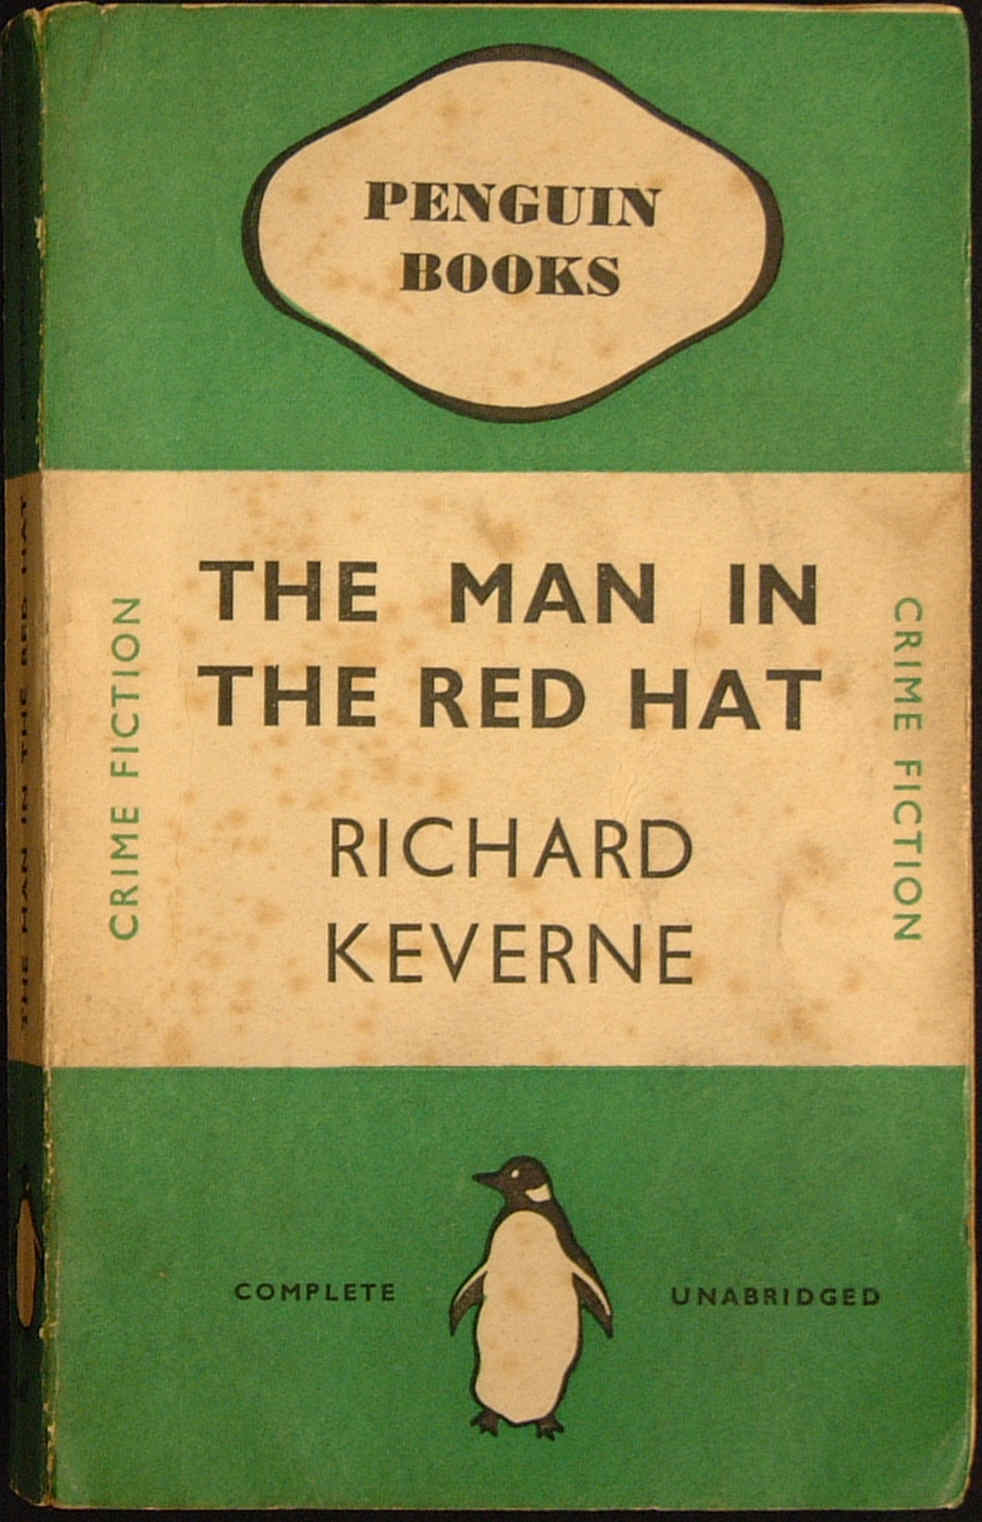 PENGUIN
BOOKS
THE MAN IN
THE RED HAT
RICHARD
KEVERNE
CRIME FICTION
CRIME FICTION
COMPLETE
UNABRIDGED
THE MAN IN THE RED HAT